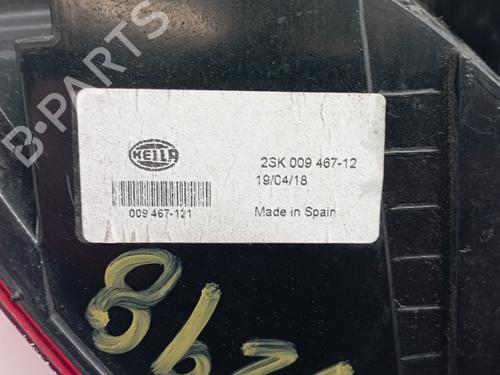 B-PARTS
HELLA
2SK 009 467-12
19/04/18
009 467-121
Made in Spain